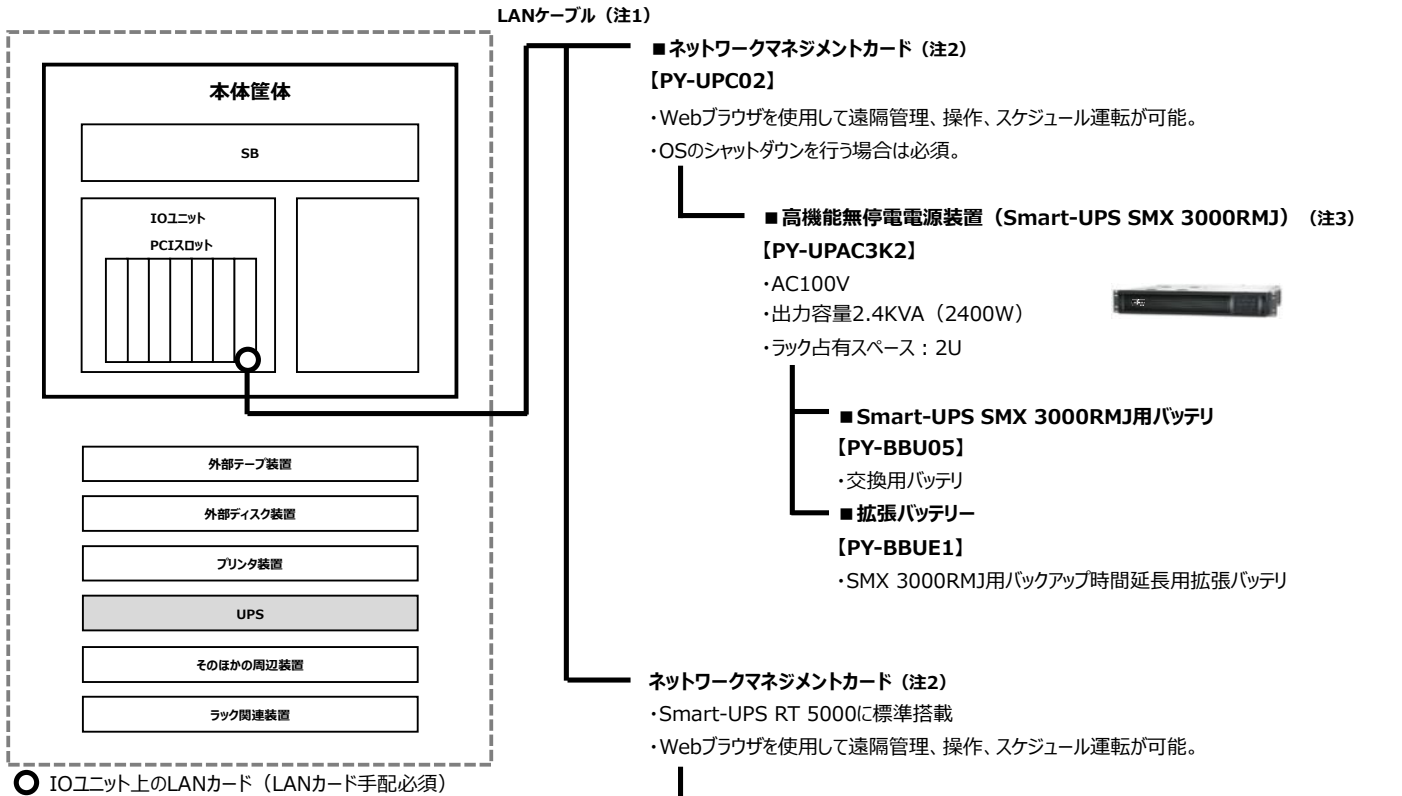 LANケーブル（注1）
本体筐体
SB
IOユニット
PCIスロット
外部テープ装置
外部ディスク装置
プリンタ装置
UPS
そのほかの周辺装置
ラック関連装置
IOユニット上のLANカード（LANカード手配必須）
■ネットワークマネジメントカード（注2）
【PY-UPC02】
・Webブラウザを使用して遠隔管理、操作、スケジュール運転が可能。
・OSのシャットダウンを行う場合は必須。
■高機能無停電電源装置（Smart-UPS SMX 3000RMJ）（注3）
【PY-UPAC3K2】
・AC100V
・出力容量2.4KVA（2400W）
・ラック占有スペース：2U
■Smart-UPS SMX 3000RMJ用バッテリ
【PY-BBU05】
・交換用バッテリ
■拡張バッテリー
【PY-BBUE1】
・SMX 3000RMJ用バックアップ時間延長用拡張バッテリ
ネットワークマネジメントカード（注2）
・Smart-UPS RT 5000に標準搭載
・Webブラウザを使用して遠隔管理、操作、スケジュール運転が可能。